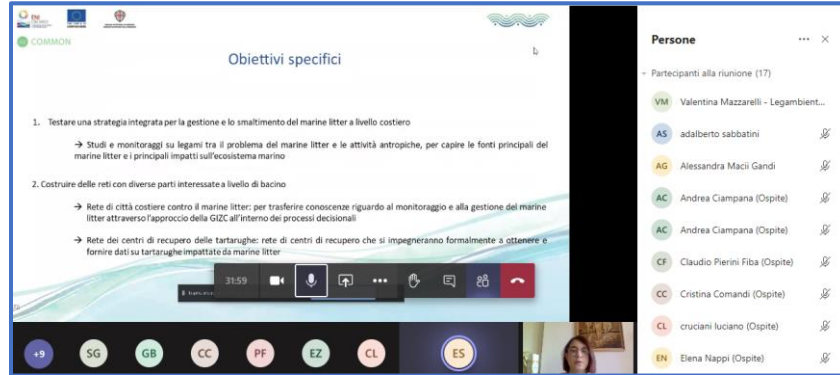 COMMON
Obiettivi specifici
1. Testare una strategia integrata per la gestione e lo smaltimento del marine litter a livello costiero
→ Studi e monitoraggi su legami tra il problema del marine litter e le attività antropiche, per capire le fonti principali del
marine litter e i principali impatti sull'ecosistema marino
2. Costruire delle reti con diverse parti interessate a livello di bacino
→ Rete di città costiere contro il marine litter: per trasferire conoscenze riguardo al monitoraggio e alla gestione del marine
litter attraverso l'approccio della GIZC all'interno dei processi decisionali
→ Rete dei centri di recupero delle tartarughe: rete di centri di recupero che si impegneranno formalmente a ottenere e
fornire dati su tartarughe impattate da marine litter
31:59
+9
SG
GB
CC
PF
EZ
CL
ES
Persone
Partecipanti alla riunione (17)
VM Valentina Mazzarelli - Legambient...
AS adalberto sabbatini
AG Alessandra Macii Gandi
AC Andrea Ciampana (Ospite)
AC Andrea Ciampana (Ospite)
CF Claudio Pierini Fiba (Ospite)
CC Cristina Comandi (Ospite)
CL cruciani luciano (Ospite)
EN Elena Nappi (Ospite)